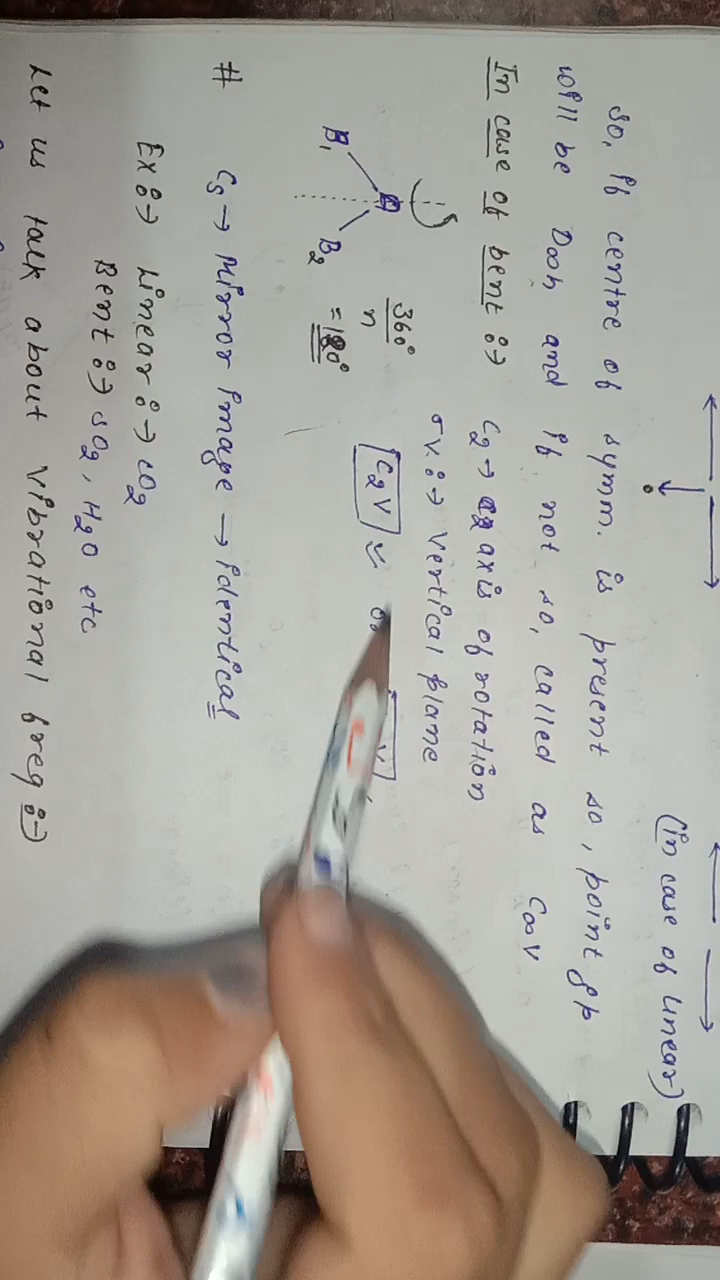 (in case of linear)
so, if centre of symm. is present so, point gp
will be D∞h and if not so, called as C∞v
In case of bent :→ C2 → axis of rotation
σv :→ vertical plane
B1 B2
360°
n
= 180°
C2V
# Cs → Mirror image → identical
Ex :→ Linear :→ CO2
Bent :→ SO2, H2O etc
Let us talk about vibrational freq :→